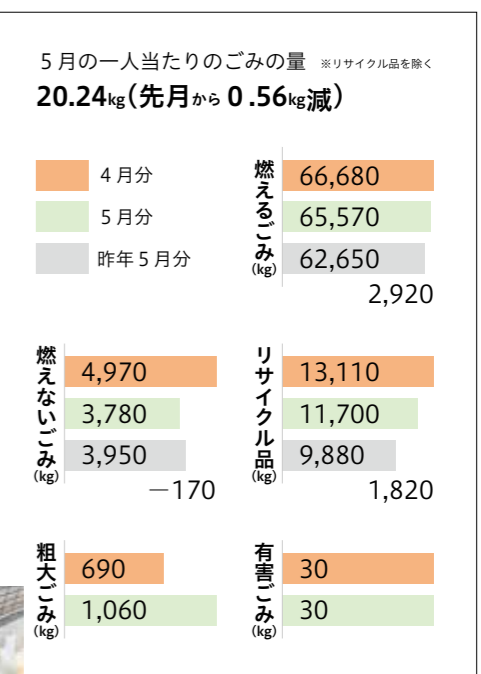 ５月の一人当たりのごみの量 ※リサイクル品を除く
20.24kg(先月から０.56kg減)
４月分
５月分
昨年５月分
燃えるごみ(kg)
66,680
65,570
62,650
2,920
燃えないごみ(kg)
4,970
3,780
3,950
－170
リサイクル品(kg)
13,110
11,700
9,880
1,820
粗大ごみ(kg)
690
1,060
有害ごみ(kg)
30
30